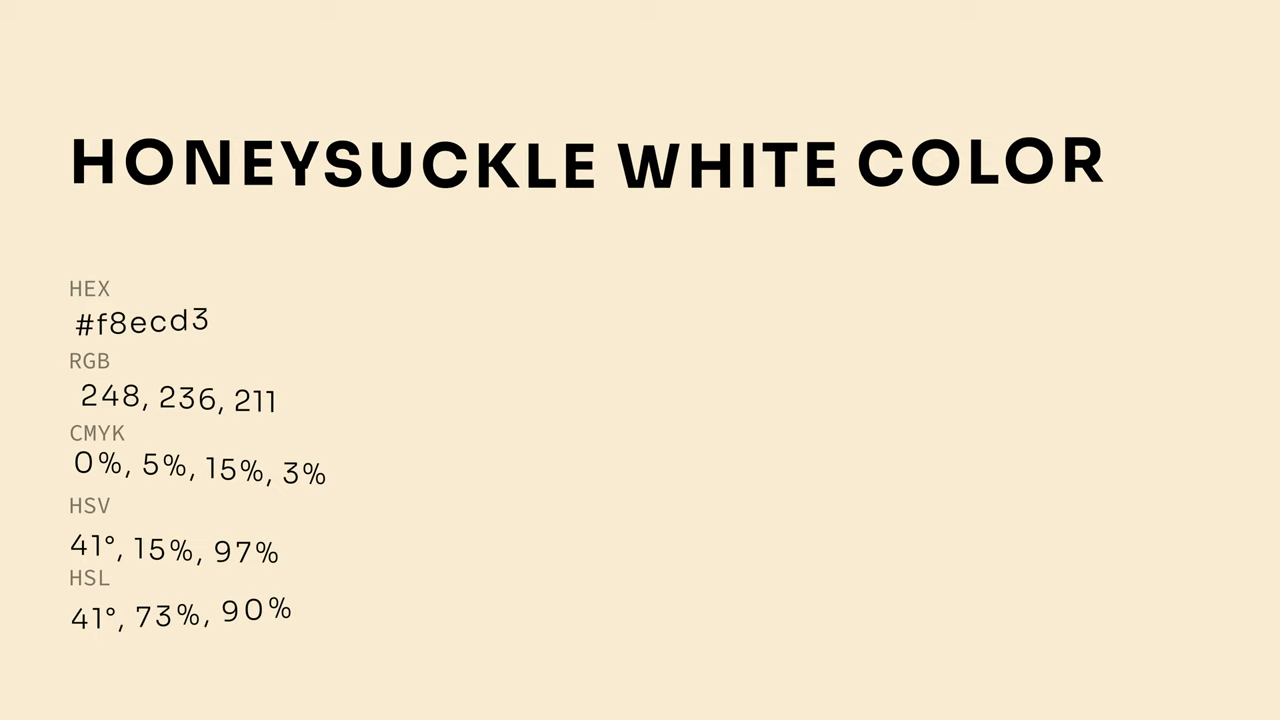 HONEYSUCKLE WHITE COLOR
HEX
#f8ecd3
RGB
248, 236, 211
CMYK
0%, 5%, 15%, 3%
HSV
41°, 15%, 97%
HSL
41°, 73%, 90%